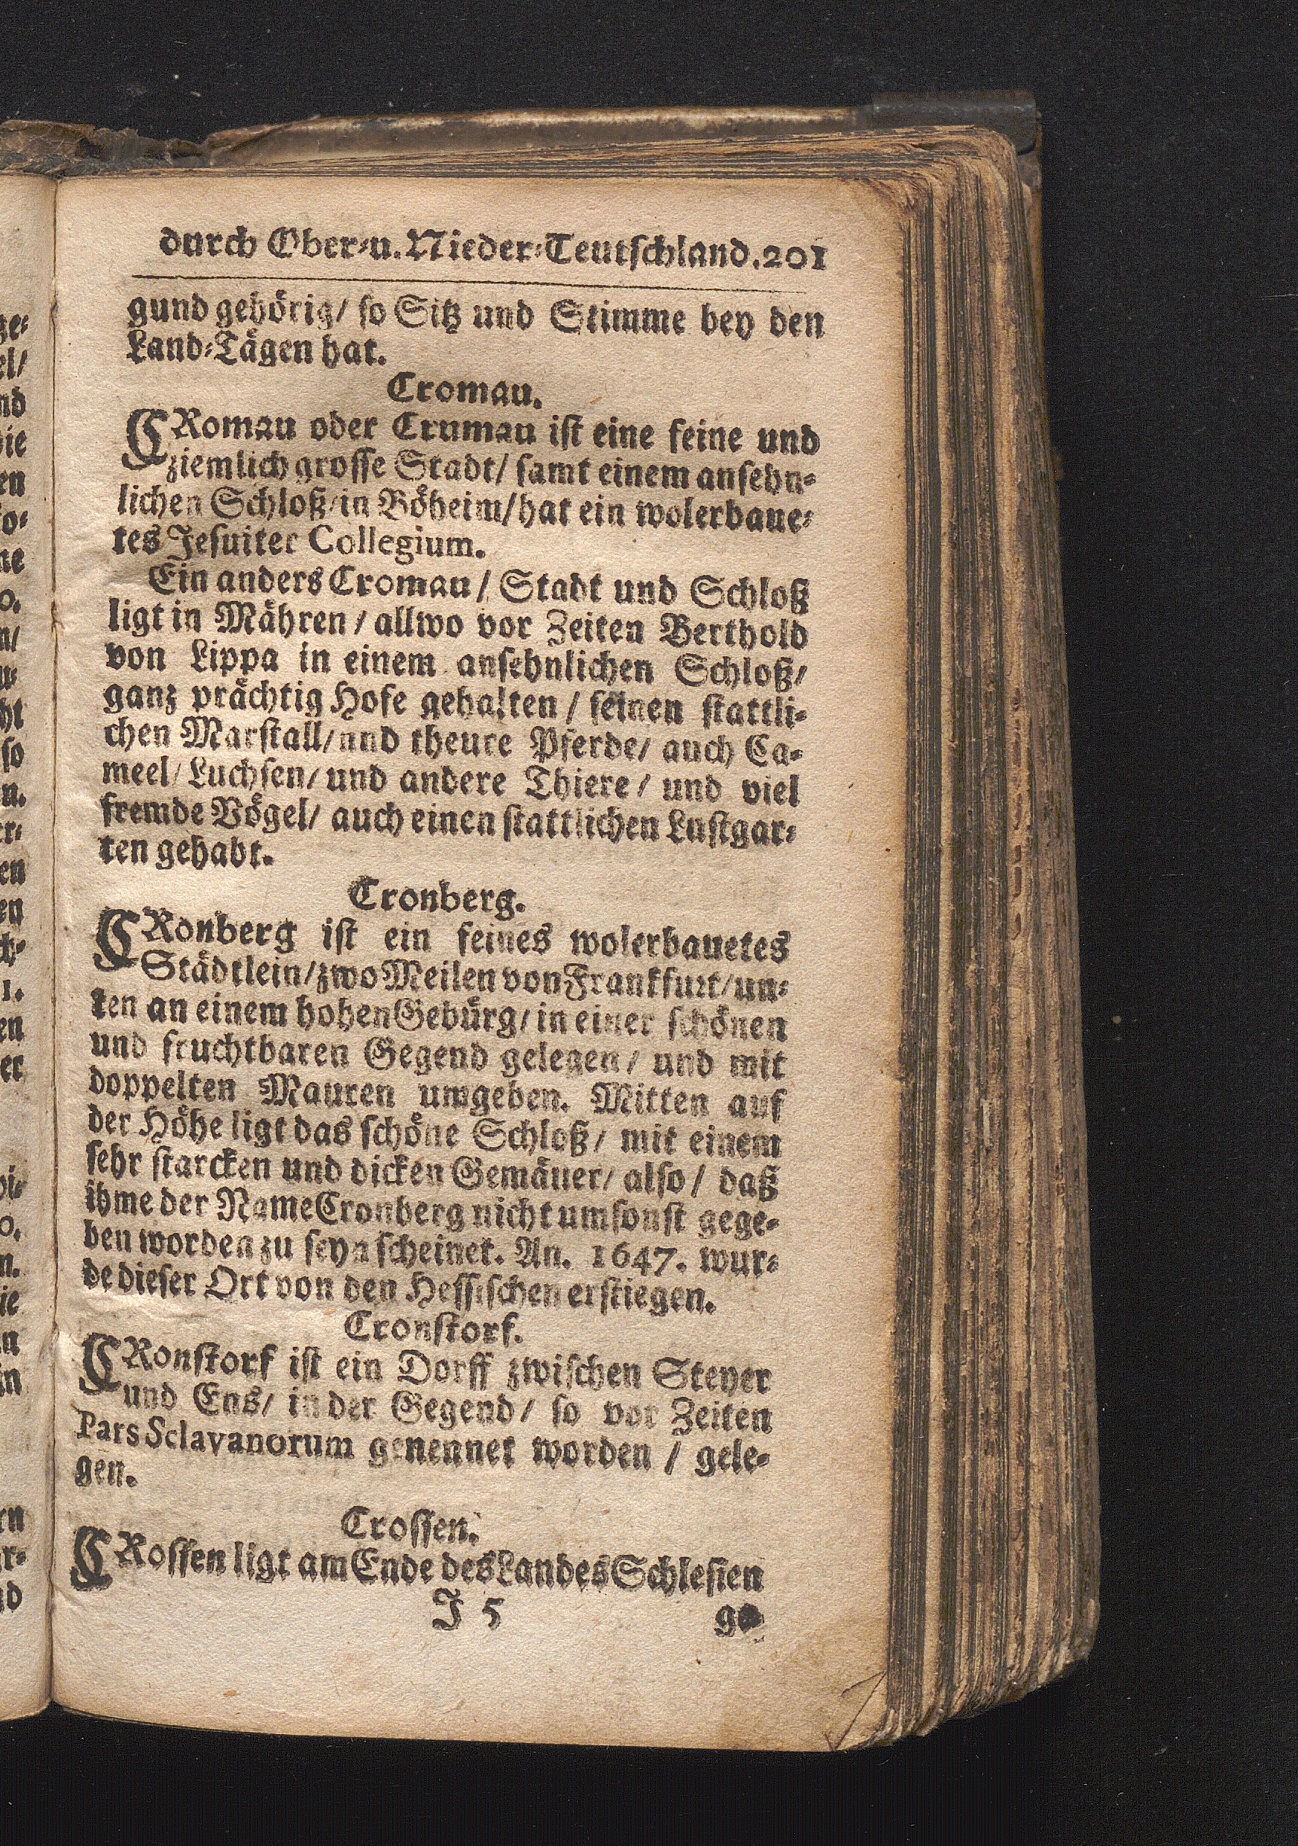 durch Ober-u. Nieder-Teutschland. 201
gund gehörig/ so Sitz und Stimme bey den
Land-Tägen hat.
Cromau.
CRomau oder Crumau ist eine feine und
ziemlich grosse Stadt/ samt einem ansehn-
lichen Schloß/in Böheim/hat ein wolerbaue-
tes Jesuiter Collegium.
Ein anders Cromau/ Stadt und Schloß
ligt in Mähren / allwo vor Zeiten Berthold
von Lippa in einem ansehnlichen Schloß/
ganz prächtig Hofe gehalten / seinen stattli-
chen Marstall/und theure Pferde/ auch Ca-
meel/ Luchsen/ und andere Thiere / und viel
fremde Vögel/ auch einen stattlichen Lustgar-
ten gehabt.
Cronberg.
CRonberg ist ein feines wolerbauetes
Städtlein/zwo Meilen von Frankfurt/un-
ten an einem hohen Gebürg/ in einer schönen
und fruchtbaren Gegend gelegen/ und mit
doppelten Mauren umgeben. Mitten auf
der Höhe ligt das schöne Schloß/ mit einem
sehr starcken und dicken Gemäuer/ also / daß
ihme der Name Cronberg nicht umsonst gege-
ben worden zu seyn scheinet. An. 1647. wur-
de dieser Ort von den Hessischen erstiegen.
Cronstorf.
CRonstorf ist ein Dorff zwischen Steyer
und Ens/ in der Gegend/ so vor Zeiten
Pars Sclavanorum genennet worden / gele-
gen.
Crossen.
CRossen ligt am Ende des Landes Schlesien
J 5